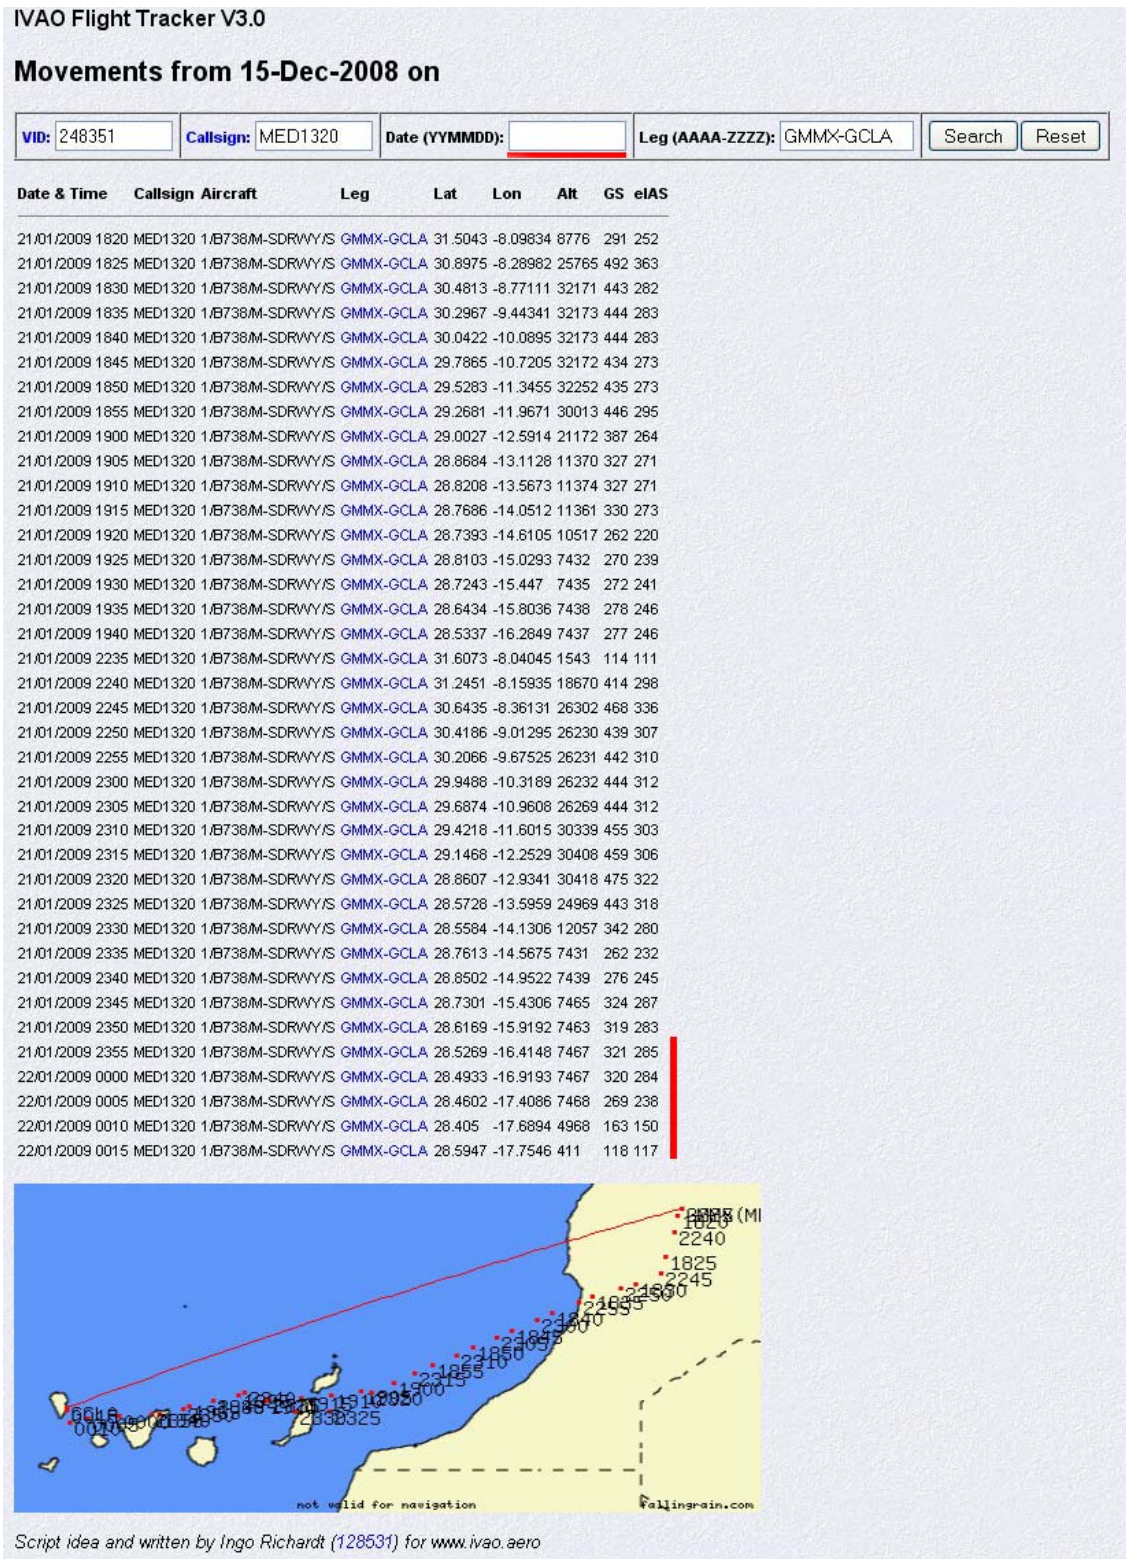 IVAO Flight Tracker V3.0
Movements from 15-Dec-2008 on
VID: 248351 Callsign: MED1320 Date (YYMMDD): Leg (AAAA-ZZZZ): GMMX-GCLA Search Reset
Date & Time Callsign Aircraft Leg Lat Lon Alt GS eIAS
21/01/2009 1820 MED1320 1/B738/M-SDRWY/S GMMX-GCLA 31.5043 -8.09834 8776 291 252
21/01/2009 1825 MED1320 1/B738/M-SDRWY/S GMMX-GCLA 30.8975 -8.28982 25765 492 363
21/01/2009 1830 MED1320 1/B738/M-SDRWY/S GMMX-GCLA 30.4813 -8.77111 32171 443 282
21/01/2009 1835 MED1320 1/B738/M-SDRWY/S GMMX-GCLA 30.2967 -9.44341 32173 444 283
21/01/2009 1840 MED1320 1/B738/M-SDRWY/S GMMX-GCLA 30.0422 -10.0895 32173 444 283
21/01/2009 1845 MED1320 1/B738/M-SDRWY/S GMMX-GCLA 29.7865 -10.7205 32172 434 273
21/01/2009 1850 MED1320 1/B738/M-SDRWY/S GMMX-GCLA 29.5283 -11.3455 32252 435 273
21/01/2009 1855 MED1320 1/B738/M-SDRWY/S GMMX-GCLA 29.2681 -11.9671 30013 446 295
21/01/2009 1900 MED1320 1/B738/M-SDRWY/S GMMX-GCLA 29.0027 -12.5914 21172 387 264
21/01/2009 1905 MED1320 1/B738/M-SDRWY/S GMMX-GCLA 28.8684 -13.1128 11370 327 271
21/01/2009 1910 MED1320 1/B738/M-SDRWY/S GMMX-GCLA 28.8208 -13.5673 11374 327 271
21/01/2009 1915 MED1320 1/B738/M-SDRWY/S GMMX-GCLA 28.7686 -14.0512 11361 330 273
21/01/2009 1920 MED1320 1/B738/M-SDRWY/S GMMX-GCLA 28.7393 -14.6105 10517 262 220
21/01/2009 1925 MED1320 1/B738/M-SDRWY/S GMMX-GCLA 28.8103 -15.0293 7432 270 239
21/01/2009 1930 MED1320 1/B738/M-SDRWY/S GMMX-GCLA 28.7243 -15.447 7435 272 241
21/01/2009 1935 MED1320 1/B738/M-SDRWY/S GMMX-GCLA 28.6434 -15.8036 7438 278 246
21/01/2009 1940 MED1320 1/B738/M-SDRWY/S GMMX-GCLA 28.5337 -16.2849 7437 277 246
21/01/2009 2235 MED1320 1/B738/M-SDRWY/S GMMX-GCLA 31.6073 -8.04045 1543 114 111
21/01/2009 2240 MED1320 1/B738/M-SDRWY/S GMMX-GCLA 31.2451 -8.15935 18670 414 298
21/01/2009 2245 MED1320 1/B738/M-SDRWY/S GMMX-GCLA 30.6435 -8.36131 26302 468 336
21/01/2009 2250 MED1320 1/B738/M-SDRWY/S GMMX-GCLA 30.4186 -9.01295 26230 439 307
21/01/2009 2255 MED1320 1/B738/M-SDRWY/S GMMX-GCLA 30.2066 -9.67525 26231 442 310
21/01/2009 2300 MED1320 1/B738/M-SDRWY/S GMMX-GCLA 29.9488 -10.3189 26232 444 312
21/01/2009 2305 MED1320 1/B738/M-SDRWY/S GMMX-GCLA 29.6874 -10.9608 26269 444 312
21/01/2009 2310 MED1320 1/B738/M-SDRWY/S GMMX-GCLA 29.4218 -11.6015 30339 455 303
21/01/2009 2315 MED1320 1/B738/M-SDRWY/S GMMX-GCLA 29.1468 -12.2529 30408 459 306
21/01/2009 2320 MED1320 1/B738/M-SDRWY/S GMMX-GCLA 28.8607 -12.9341 30418 475 322
21/01/2009 2325 MED1320 1/B738/M-SDRWY/S GMMX-GCLA 28.5728 -13.5959 24969 443 318
21/01/2009 2330 MED1320 1/B738/M-SDRWY/S GMMX-GCLA 28.5584 -14.1306 12057 342 280
21/01/2009 2335 MED1320 1/B738/M-SDRWY/S GMMX-GCLA 28.7613 -14.5675 7431 262 232
21/01/2009 2340 MED1320 1/B738/M-SDRWY/S GMMX-GCLA 28.8502 -14.9522 7439 276 245
21/01/2009 2345 MED1320 1/B738/M-SDRWY/S GMMX-GCLA 28.7301 -15.4306 7465 324 287
21/01/2009 2350 MED1320 1/B738/M-SDRWY/S GMMX-GCLA 28.6169 -15.9192 7463 319 283
21/01/2009 2355 MED1320 1/B738/M-SDRWY/S GMMX-GCLA 28.5269 -16.4148 7467 321 285
22/01/2009 0000 MED1320 1/B738/M-SDRWY/S GMMX-GCLA 28.4933 -16.9193 7467 320 284
22/01/2009 0005 MED1320 1/B738/M-SDRWY/S GMMX-GCLA 28.4602 -17.4086 7468 269 238
22/01/2009 0010 MED1320 1/B738/M-SDRWY/S GMMX-GCLA 28.405 -17.6894 4968 163 150
22/01/2009 0015 MED1320 1/B738/M-SDRWY/S GMMX-GCLA 28.5947 -17.7546 411 118 117
1820
2240
1825
2245
2325
0010
not valid for navigation
fallingrain.com
Script idea and written by Ingo Richardt (128531) for www.ivao.aero